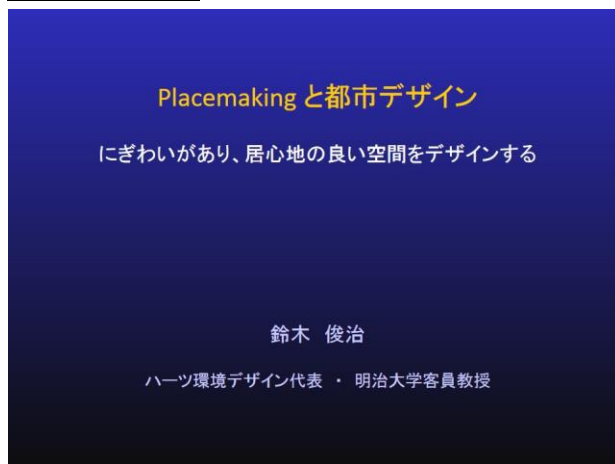 Placemaking と都市デザイン
にぎわいがあり、居心地の良い空間をデザインする
鈴木　俊治
ハーツ環境デザイン代表 ・ 明治大学客員教授